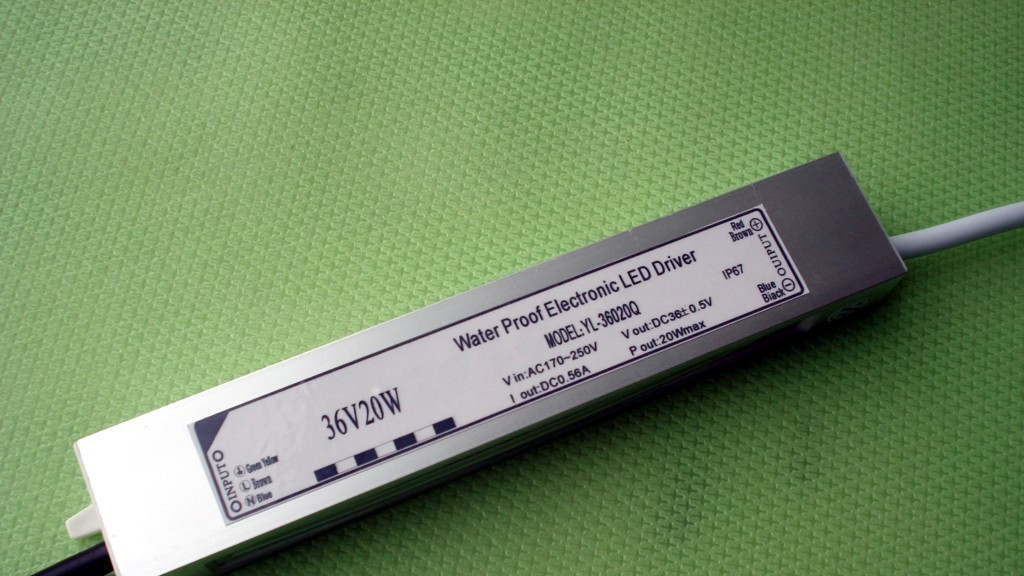 Water Proof Electronic LED Driver
MODEL:YL-36020Q
36V20W
V in:AC170~250V
V out:DC36±0.5V
I out:DC0.56A
P out:20Wmax
IP67
INPUT
Green Yellow
L Brown
N Blue
Red
Brown
OUIPUT
Blue
Black